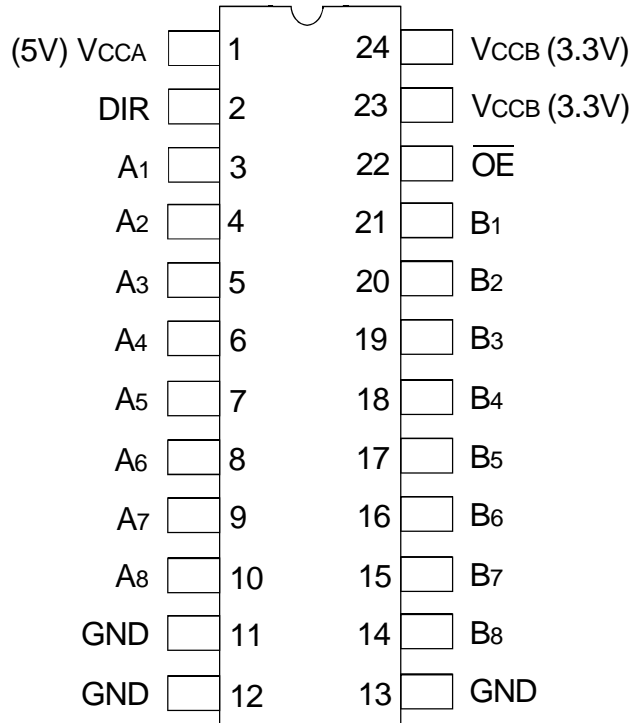 (5V) VCCA 1 24 VCCB (3.3V)
DIR 2 23 VCCB (3.3V)
A1 3 22 OE
A2 4 21 B1
A3 5 20 B2
A4 6 19 B3
A5 7 18 B4
A6 8 17 B5
A7 9 16 B6
A8 10 15 B7
GND 11 14 B8
GND 12 13 GND